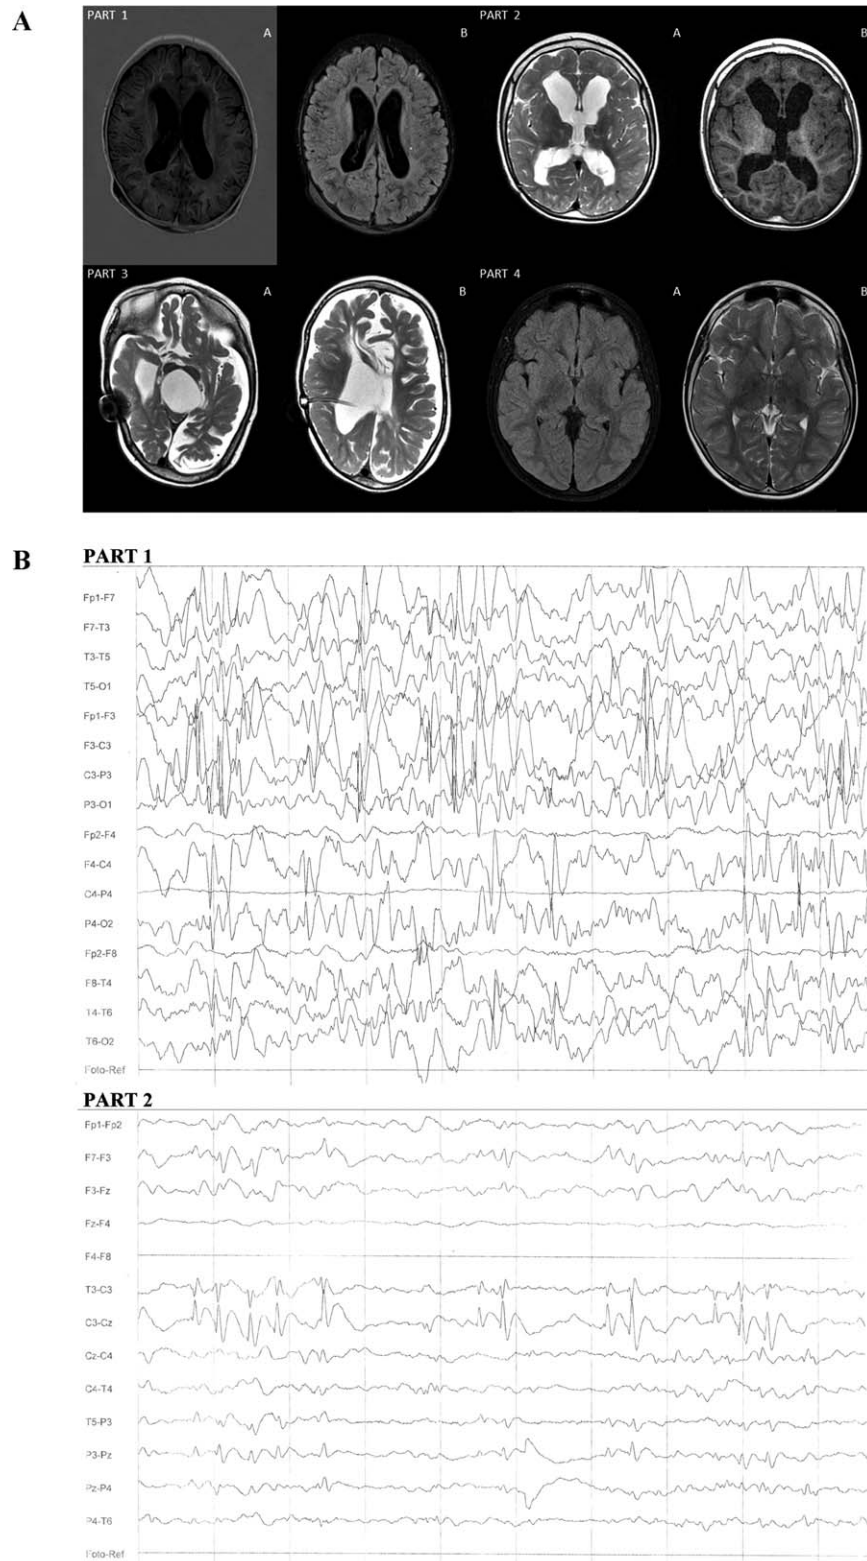 A
PART 1
A
B
PART 2
A
B
PART 3
A
B
PART 4
A
B
B
PART 1
Fp1-F7
F7-T3
T3-T5
T5-O1
Fp1-F3
F3-C3
C3-P3
P3-O1
Fp2-F4
F4-C4
C4-P4
P4-O2
Fp2-F8
F8-T4
T4-T6
T6-O2
Foto-Ref
PART 2
Fp1-Fp2
F7-F3
F3-Fz
Fz-F4
F4-F8
T3-C3
C3-Cz
Cz-C4
C4-T4
T5-P3
P3-Pz
Pz-P4
P4-T6
Foto-Ref